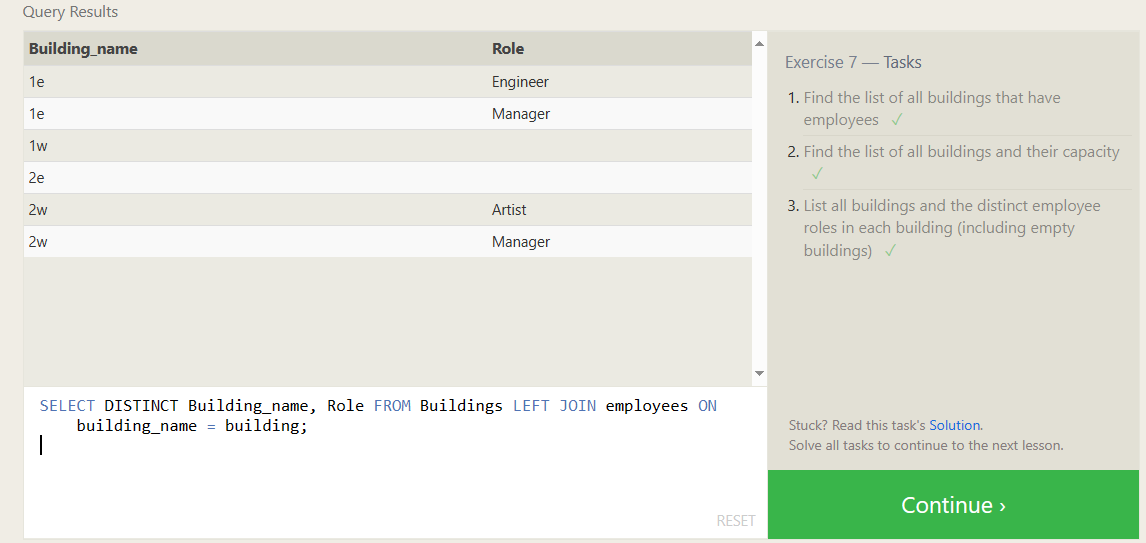 Query Results
Building_name Role
1e Engineer
1e Manager
1w
2e
2w Artist
2w Manager
SELECT DISTINCT Building_name, Role FROM Buildings LEFT JOIN employees ON
building_name = building;
RESET
Exercise 7 — Tasks
1. Find the list of all buildings that have
employees ✓
2. Find the list of all buildings and their capacity
✓
3. List all buildings and the distinct employee
roles in each building (including empty
buildings) ✓
Stuck? Read this task's Solution.
Solve all tasks to continue to the next lesson.
Continue ›